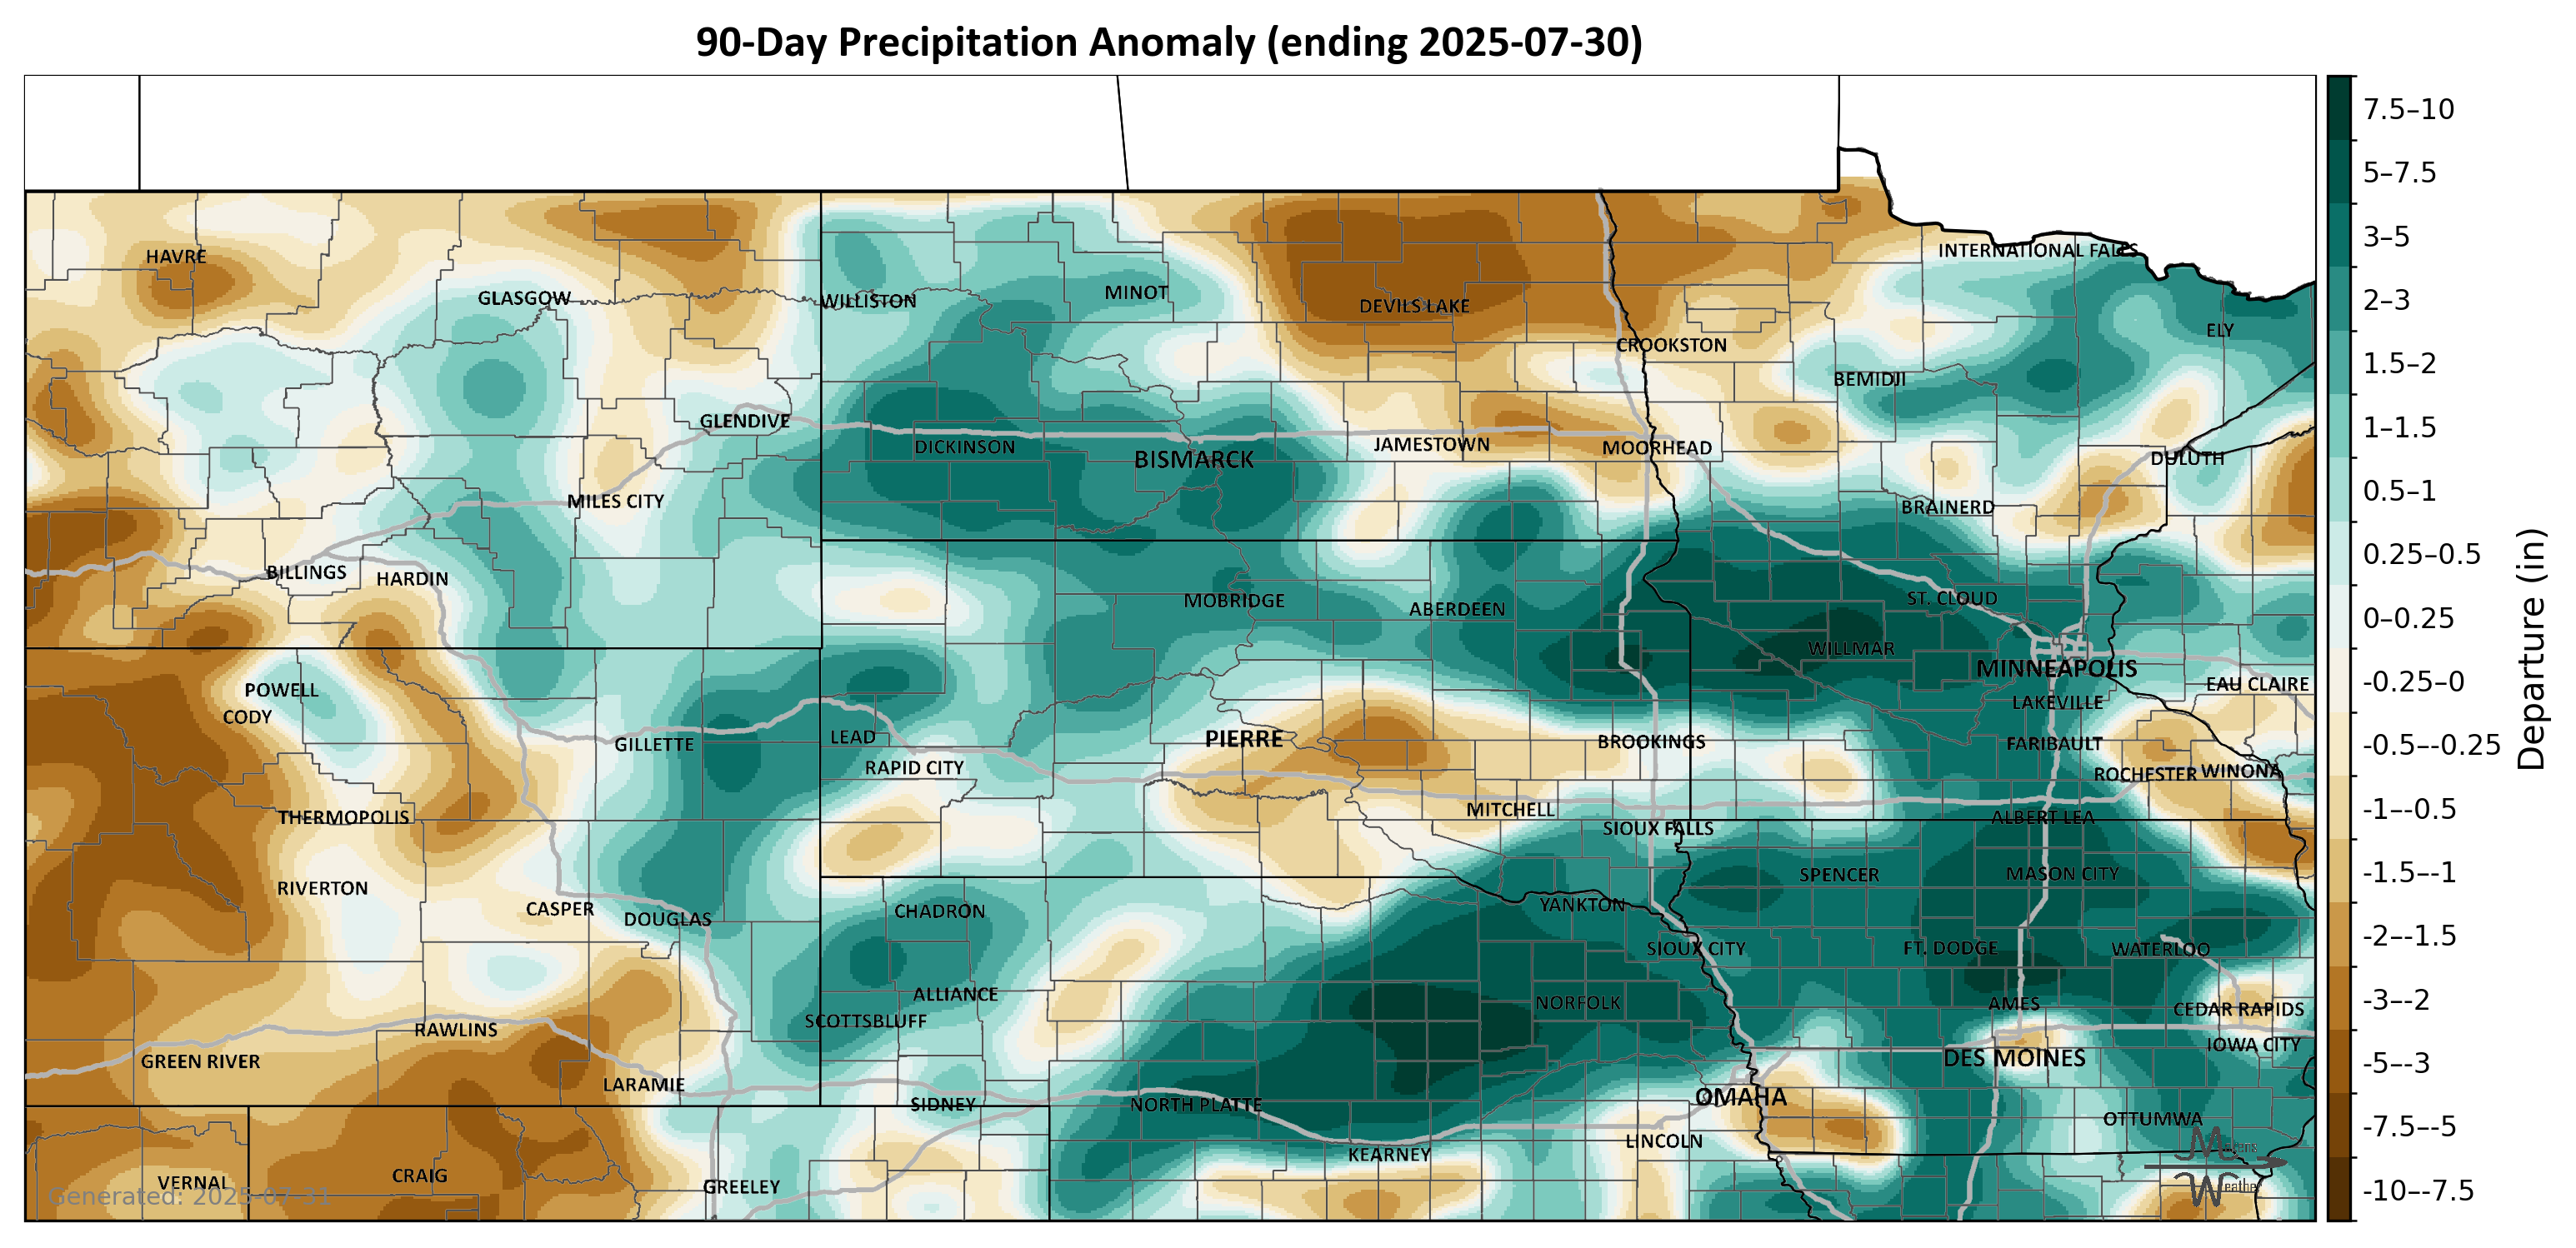 90-Day Precipitation Anomaly (ending 2025-07-30)
7.5–10
5–7.5
3–5
2–3
1.5–2
1–1.5
0.5–1
0.25–0.5
0–0.25
-0.25–0
-0.5–-0.25
-1–-0.5
-1.5–-1
-2–-1.5
-3–-2
-5–-3
-7.5–-5
-10–-7.5
Departure (in)
INTERNATIONAL FALLS
HAVRE
GLASGOW
WILLISTON
MINOT
DEVILS LAKE
ELY
CROOKSTON
BEMIDJI
GLENDIVE
DICKINSON
BISMARCK
JAMESTOWN
MOORHEAD
DULUTH
MILES CITY
BRAINERD
BILLINGS
HARDIN
MOBRIDGE
ABERDEEN
ST. CLOUD
WILLMAR
MINNEAPOLIS
POWELL
EAU CLAIRE
CODY
LAKEVILLE
GILLETTE
LEAD
PIERRE
BROOKINGS
FARIBAULT
RAPID CITY
ROCHESTER
WINONA
THERMOPOLIS
MITCHELL
ALBERT LEA
SIOUX FALLS
RIVERTON
SPENCER
MASON CITY
CASPER
DOUGLAS
CHADRON
YANKTON
SIOUX CITY
FT. DODGE
WATERLOO
ALLIANCE
NORFOLK
AMES
CEDAR RAPIDS
SCOTTSBLUFF
RAWLINS
GREEN RIVER
DES MOINES
IOWA CITY
LARAMIE
SIDNEY
NORTH PLATTE
OMAHA
OTTUMWA
LINCOLN
KEARNEY
VERNAL
CRAIG
GREELEY
Generated: 2025-07-31